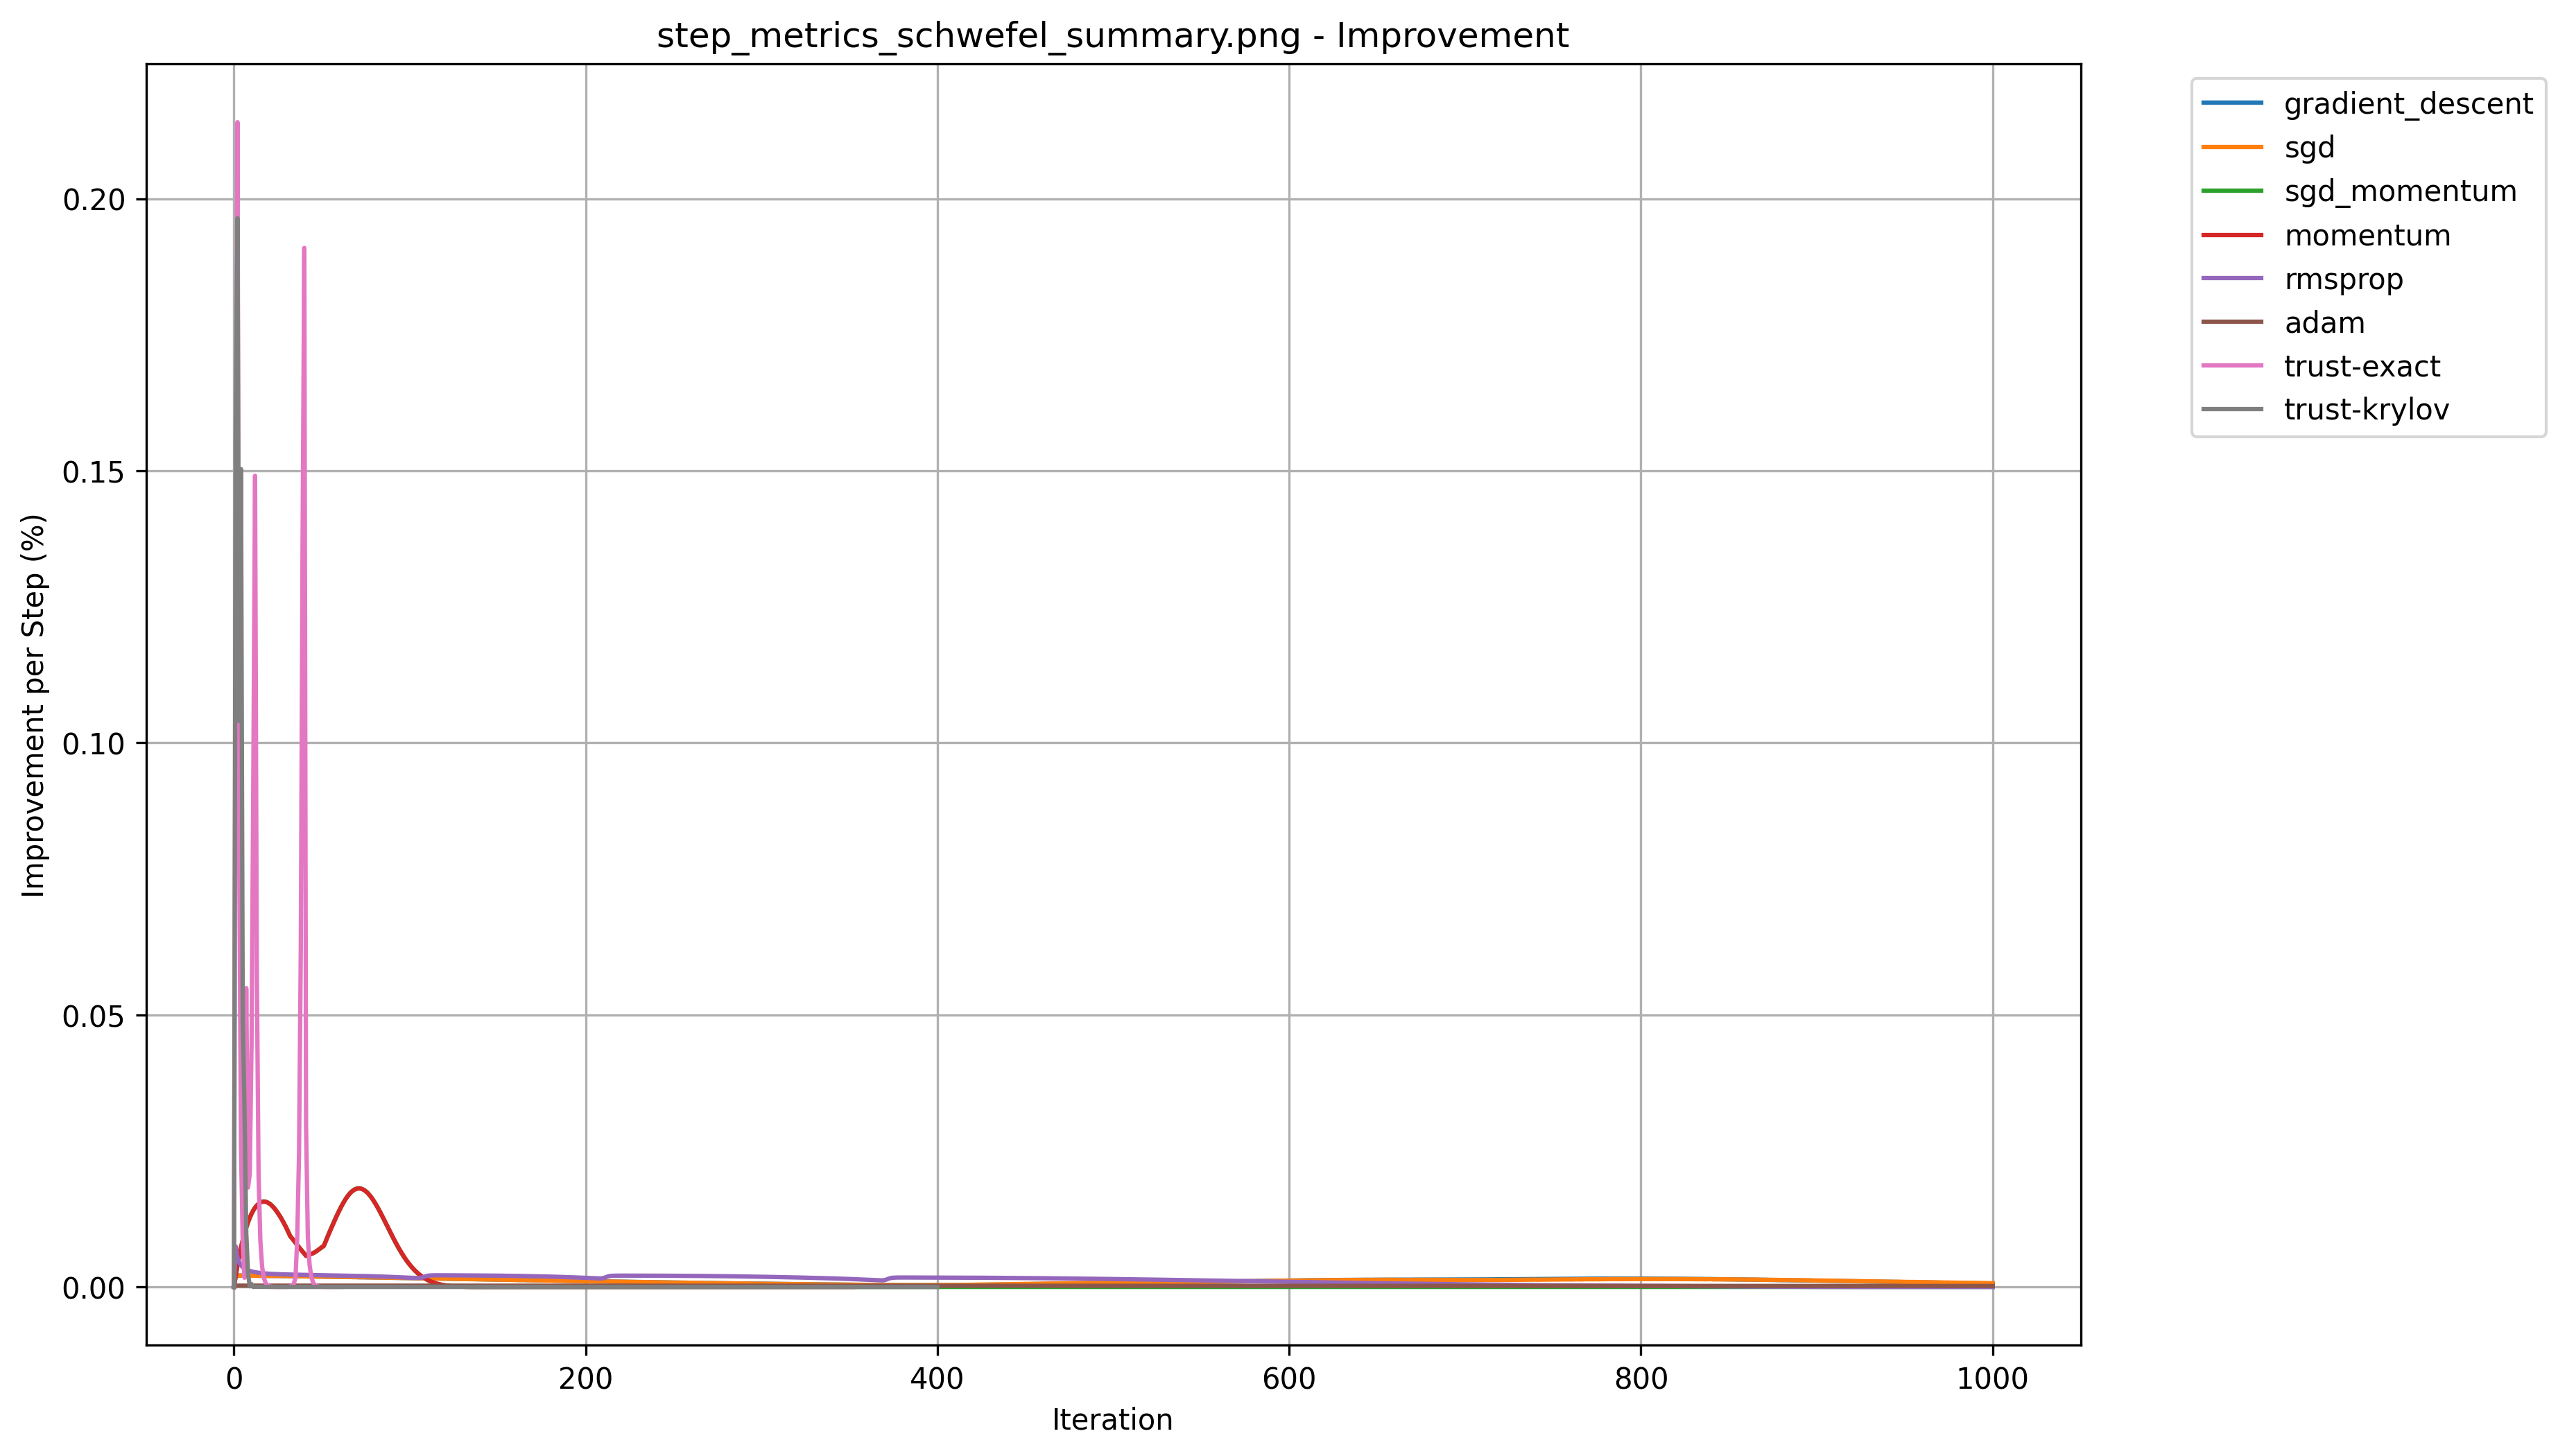 step_metrics_schwefel_summary.png - Improvement
Improvement per Step (%)
0.20
0.15
0.10
0.05
0.00
0
200
400
600
800
1000
Iteration
gradient_descent
sgd
sgd_momentum
momentum
rmsprop
adam
trust-exact
trust-krylov